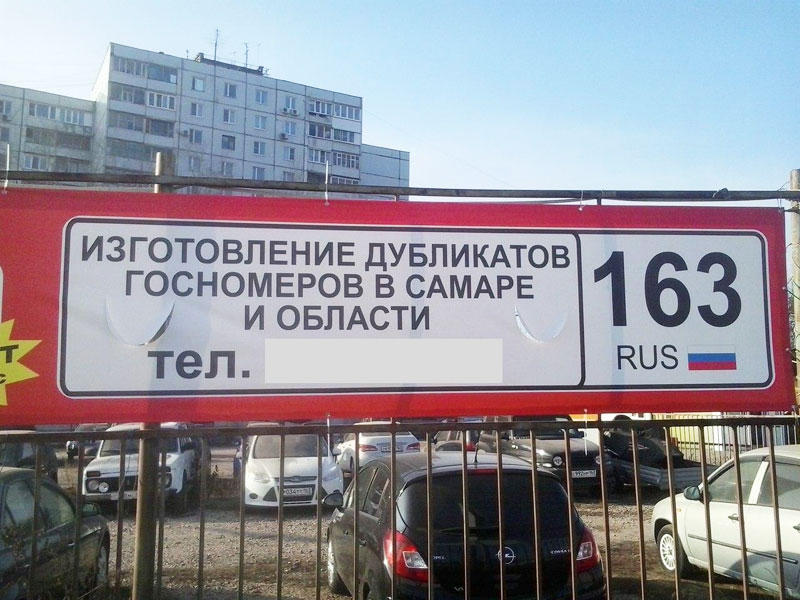 ИЗГОТОВЛЕНИЕ ДУБЛИКАТОВ
ГОСНОМЕРОВ В САМАРЕ
И ОБЛАСТИ
тел.
163
RUS